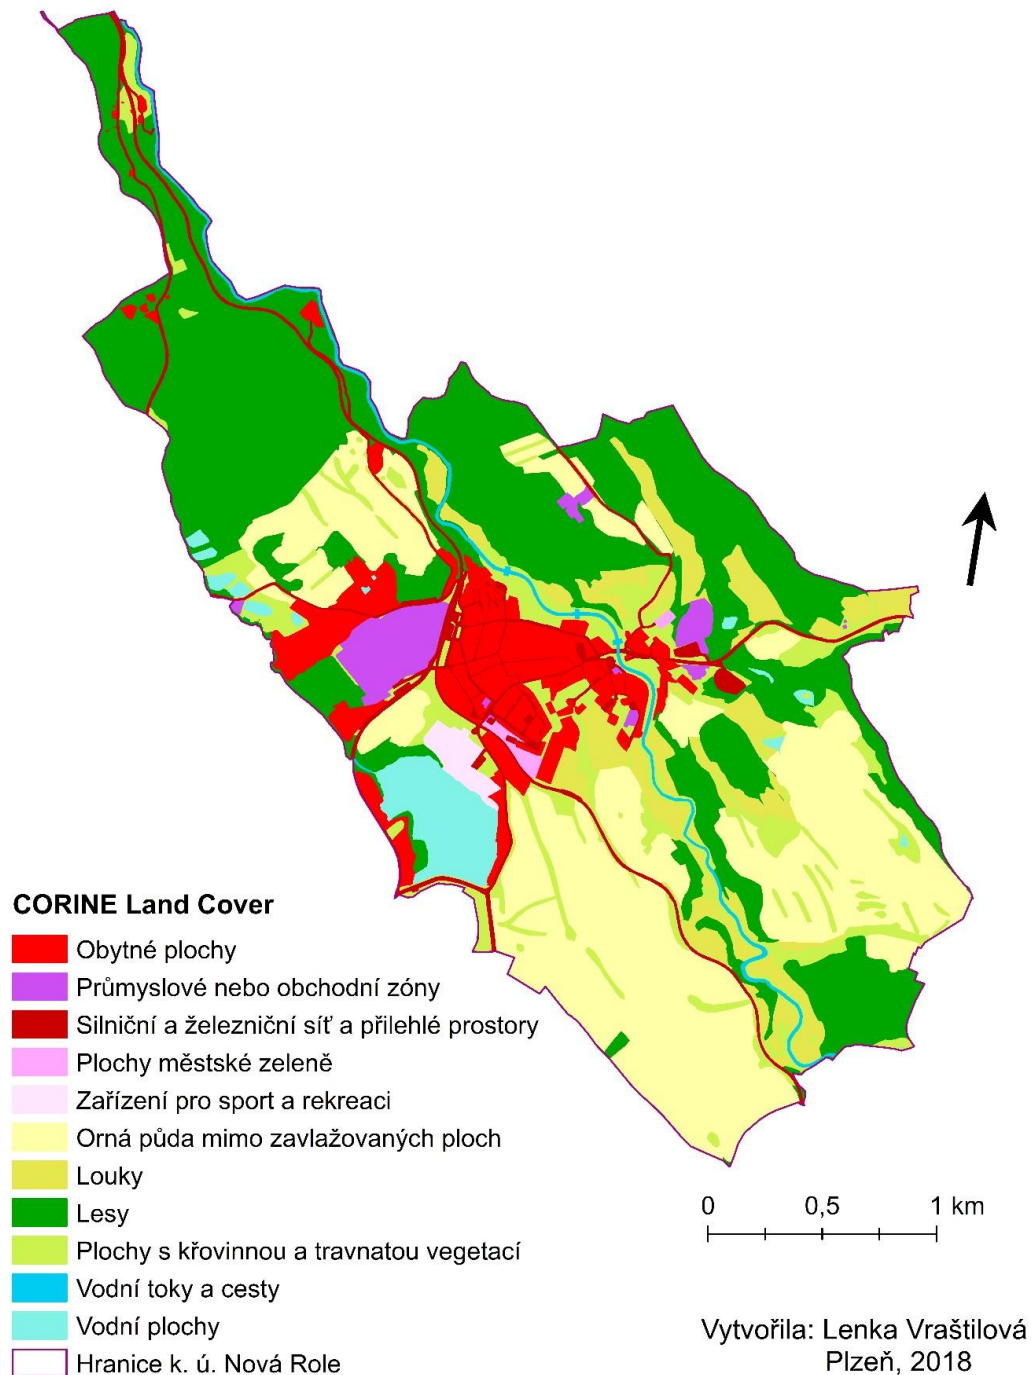 CORINE Land Cover
Obytné plochy
Průmyslové nebo obchodní zóny
Silniční a železniční síť a přilehlé prostory
Plochy městské zeleně
Zařízení pro sport a rekreaci
Orná půda mimo zavlažovaných ploch
Louky
Lesy
Plochy s křovinnou a travnatou vegetací
Vodní toky a cesty
Vodní plochy
Hranice k. ú. Nová Role
0 0,5 1 km
Vytvořila: Lenka Vraštilová
Plzeň, 2018